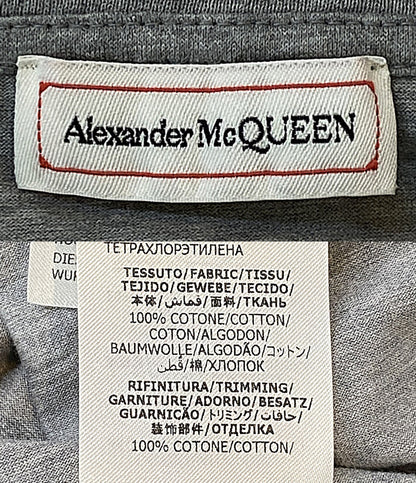 Alexander McQUEEN
ТЕТРАХЛОРЭТИЛЕНА
DIE
WUR
TESSUTO/FABRIC/TISSU/
TEJIDO/GEWEBE/TECIDO/
本体/قماش/面料/ТКАНЬ
100% COTONE/COTTON/
COTON/ALGODON/
BAUMWOLLE/ALGODÃO/コットン/
قطن/棉/ХЛОПОК
RIFINITURA/TRIMMING/
GARNITURE/ADORNO/BESATZ/
GUARNICÃO/トリミング/حافات/
装饰部件/ОТДЕЛКА
100% COTONE/COTTON/